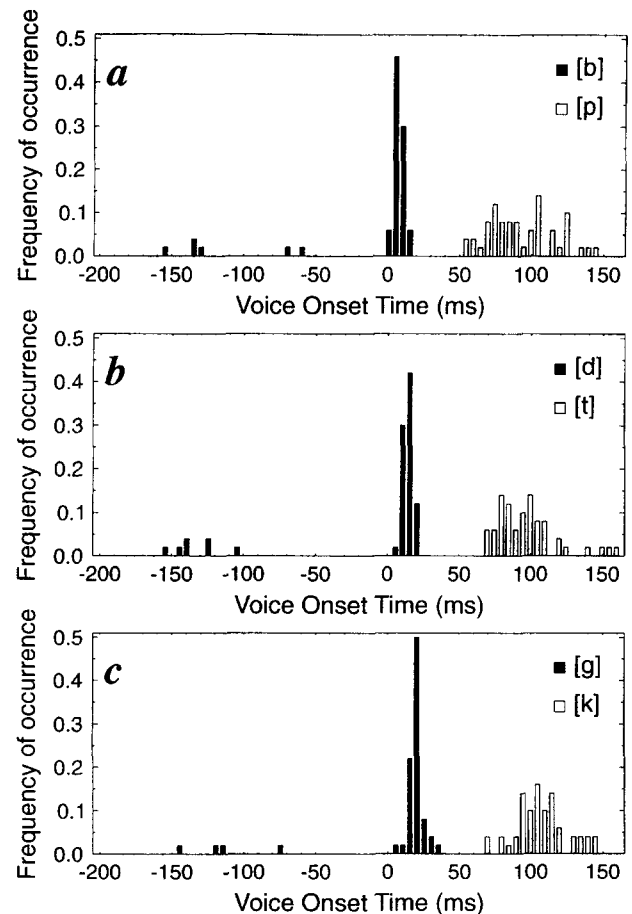 Frequency of occurrence
0.5
0.4
0.3
0.2
0.1
0.0
a
[b]
[p]
-200 -150 -100 -50 0 50 100 150
Voice Onset Time (ms)
Frequency of occurrence
0.5
0.4
0.3
0.2
0.1
0.0
b
[d]
[t]
-200 -150 -100 -50 0 50 100 150
Voice Onset Time (ms)
Frequency of occurrence
0.5
0.4
0.3
0.2
0.1
0.0
c
[g]
[k]
-200 -150 -100 -50 0 50 100 150
Voice Onset Time (ms)